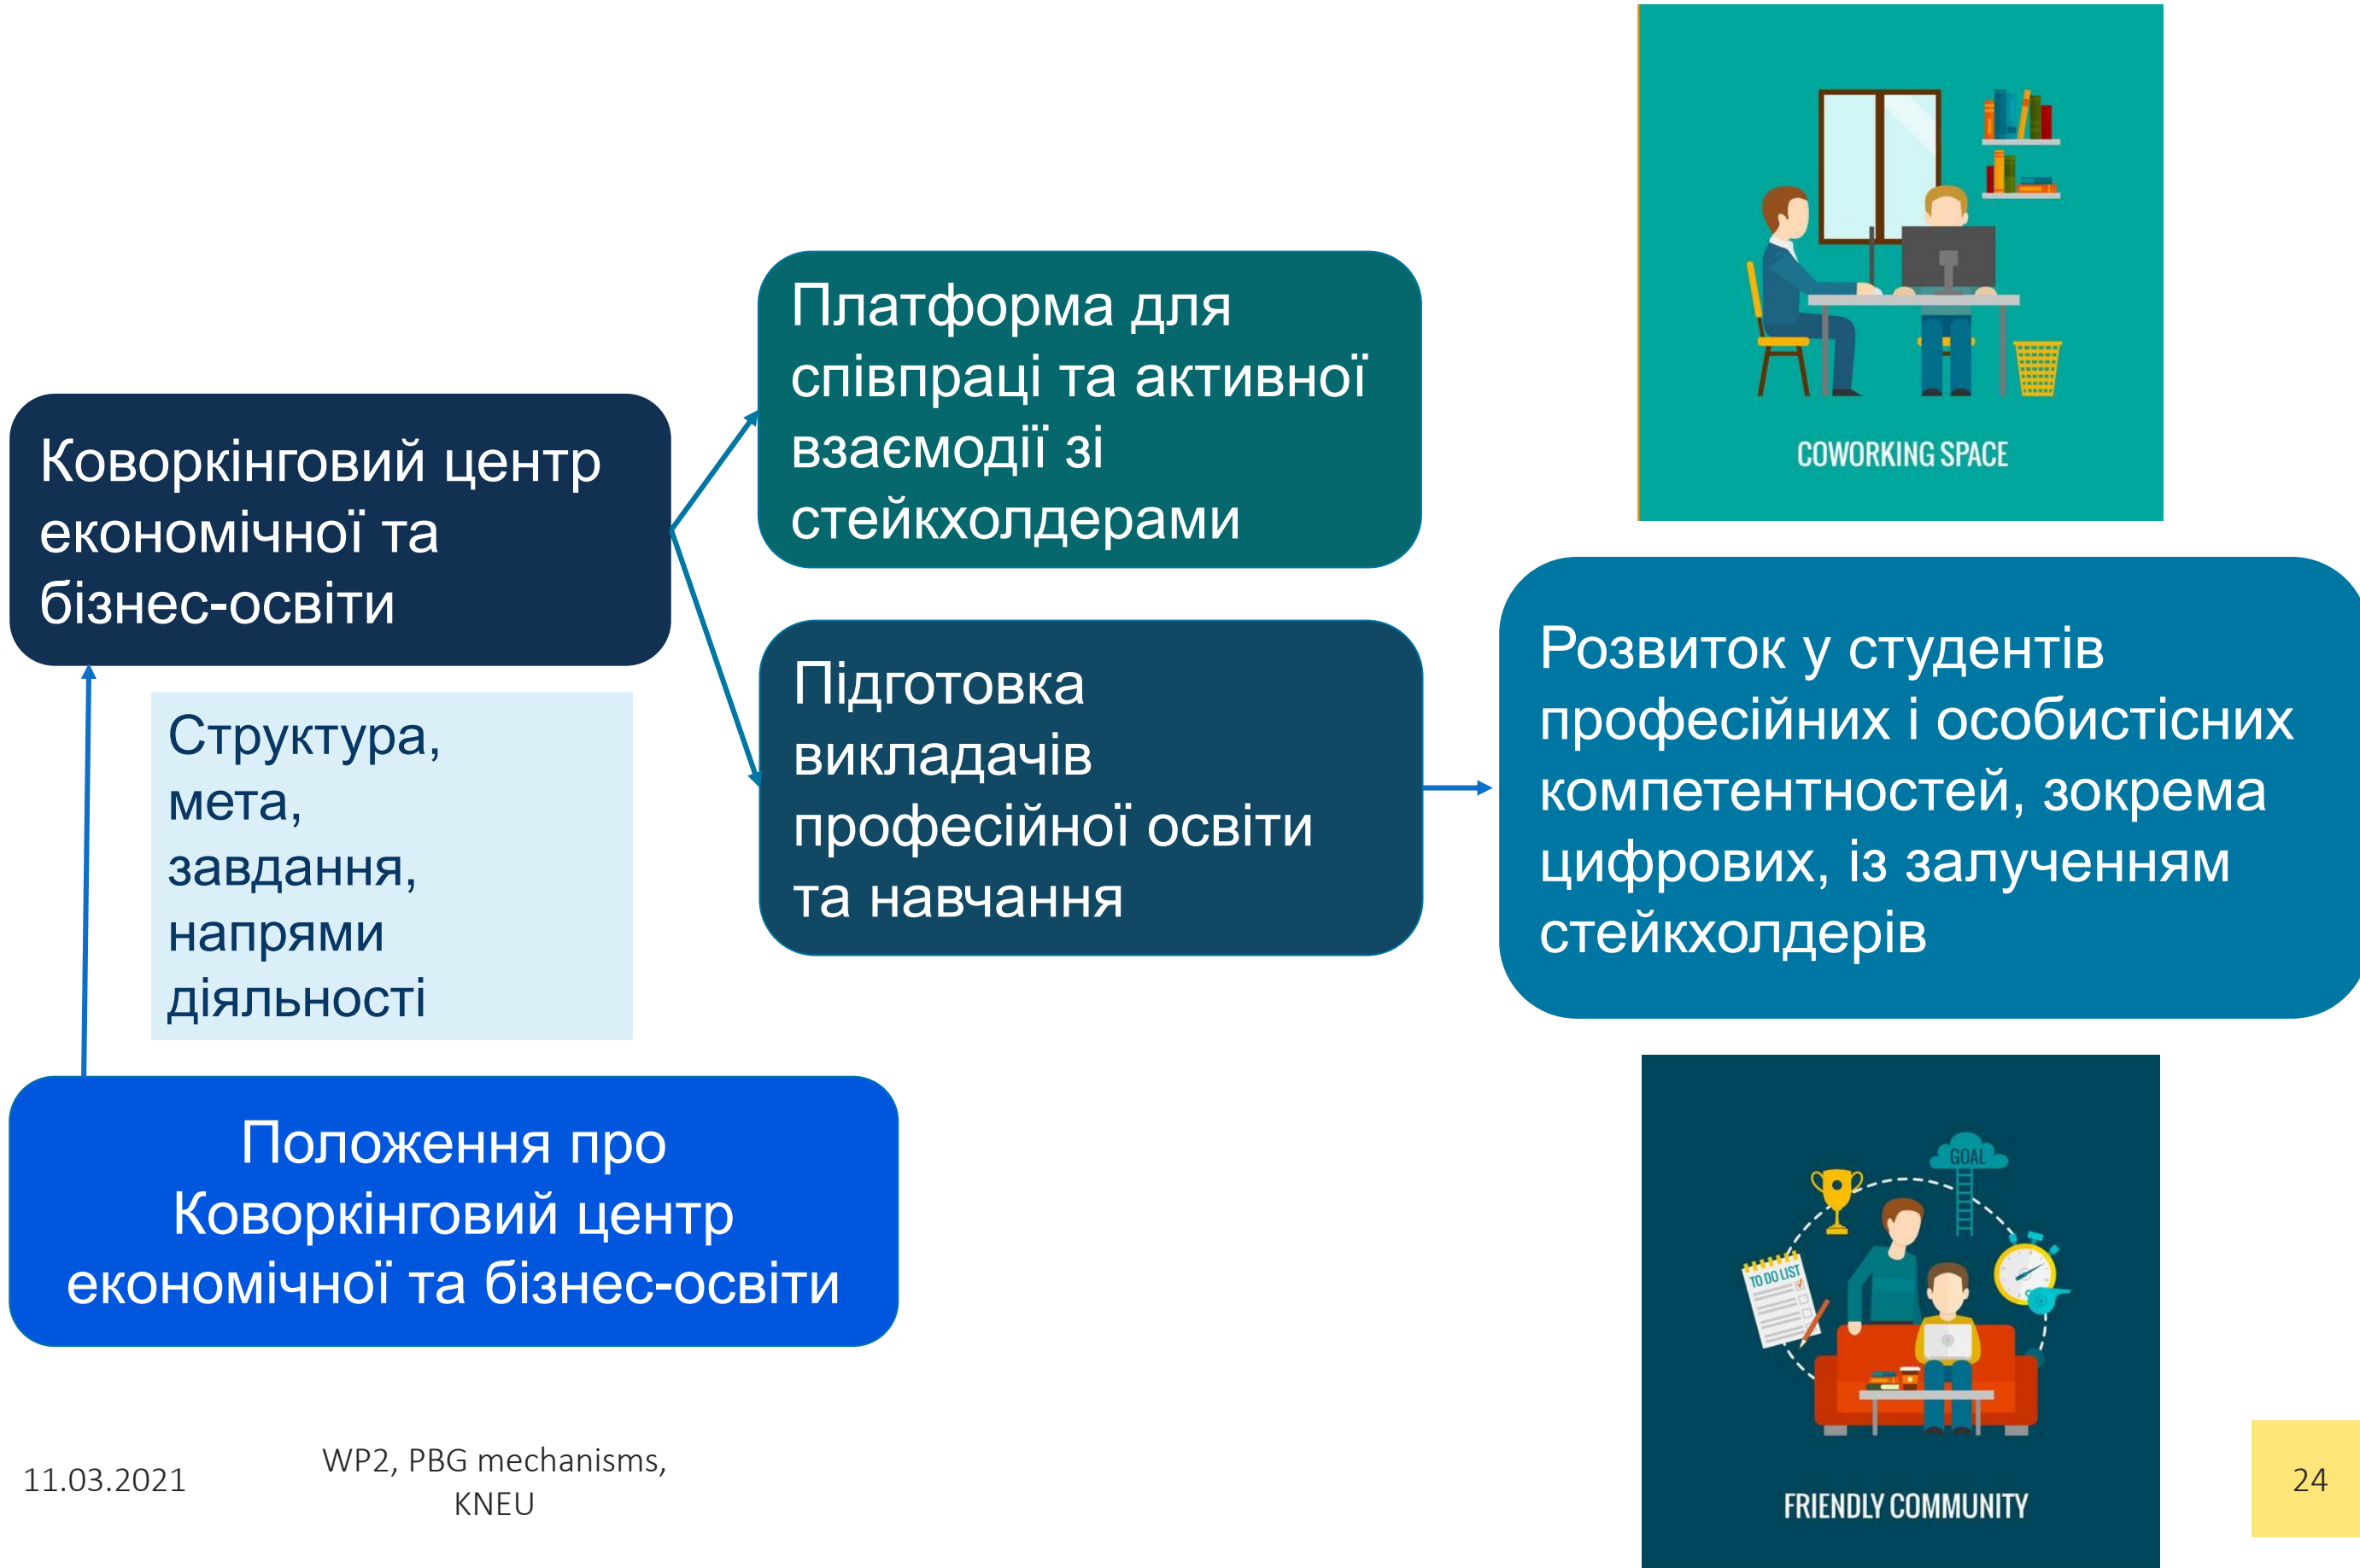 Коворкінговий центр
економічної та
бізнес-освіти
Структура,
мета,
завдання,
напрями
діяльності
Положення про
Коворкінговий центр
економічної та бізнес-освіти
Платформа для
співпраці та активної
взаємодії зі
стейкхолдерами
Підготовка
викладачів
професійної освіти
та навчання
COWORKING SPACE
Розвиток у студентів
професійних і особистісних
компетентностей, зокрема
цифрових, із залученням
стейкхолдерів
GOAL
TO DO LIST
FRIENDLY COMMUNITY
11.03.2021
WP2, PBG mechanisms,
KNEU
24